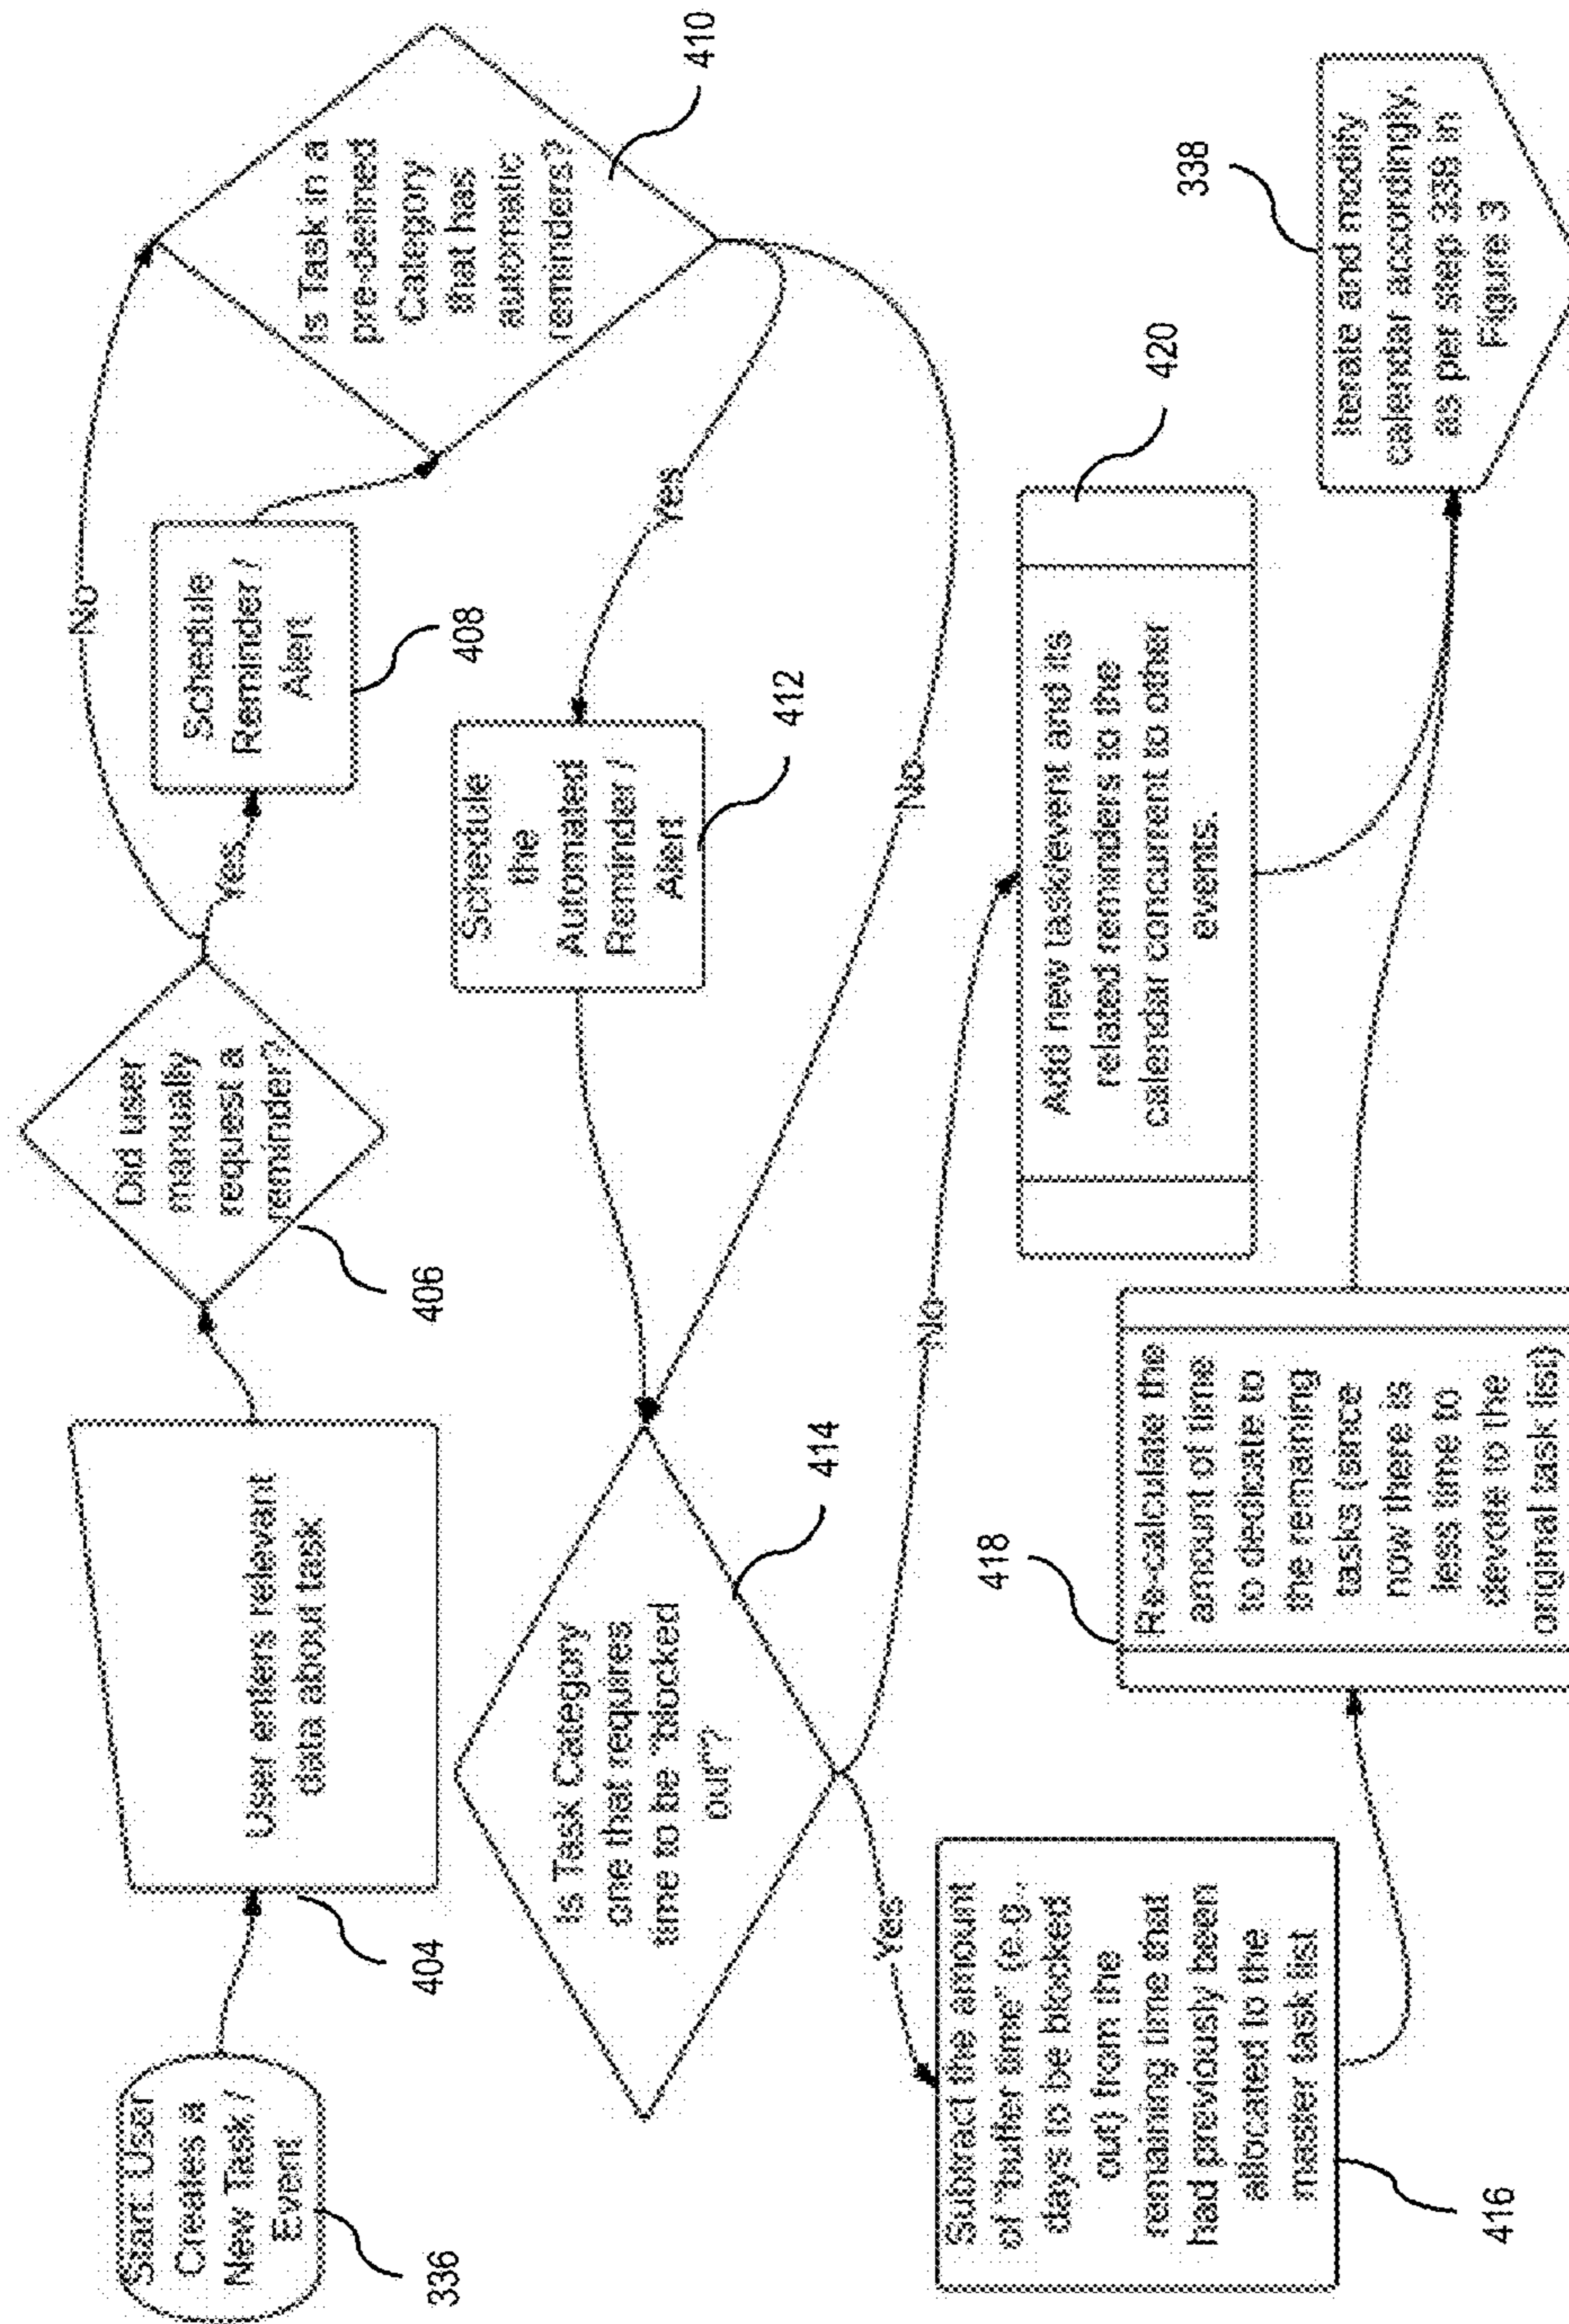 Start: User
Creates a
New Task /
Event
336
User enters relevant
data about task
404
Did user
manually
request a
reminder?
406
No
Yes
Schedule
Reminder /
Alert
408
Is Task in a
pre-defined
Category
that has
automatic
reminders?
410
Yes
No
Schedule
the
Automated
Reminder /
Alert
412
Is Task Category
one that requires
time to be "blocked
out"?
414
Yes
No
Subtract the amount
of "buffer time" (e.g.,
days to be blocked
out) from the
remaining time that
had previously been
allocated to the
master task list
416
Re-calculate the
amount of time
to dedicate to
the remaining
tasks (since
now there is
less time to
devote to the
original task list)
418
Add new task/event and its
related reminders to the
calendar concurrent to other
events.
420
Iterate and modify
calendar accordingly,
as per step 338 in
Figure 3
338